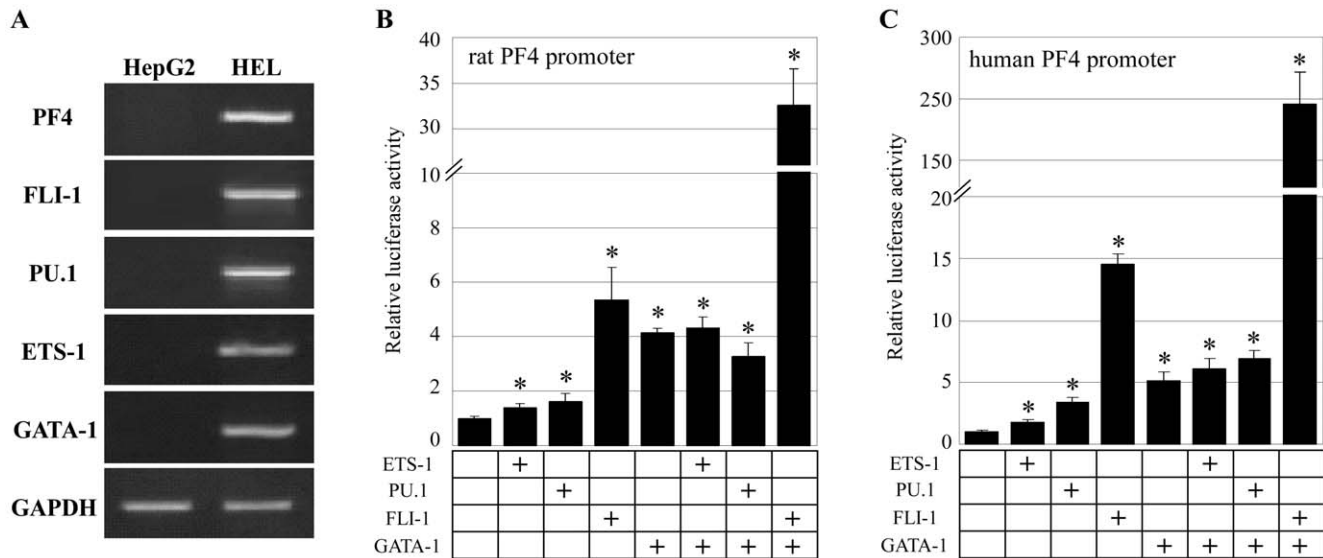 A
HepG2 HEL
PF4
FLI-1
PU.1
ETS-1
GATA-1
GAPDH
B
rat PF4 promoter
Relative luciferase activity
40
35
30
10
8
6
4
2
0
* * * * * * *
ETS-1 + +
PU.1 + +
FLI-1 + +
GATA-1 + + + +
C
human PF4 promoter
Relative luciferase activity
300
250
150
20
15
10
5
0
* * * * * * *
ETS-1 + +
PU.1 + +
FLI-1 + +
GATA-1 + + + +